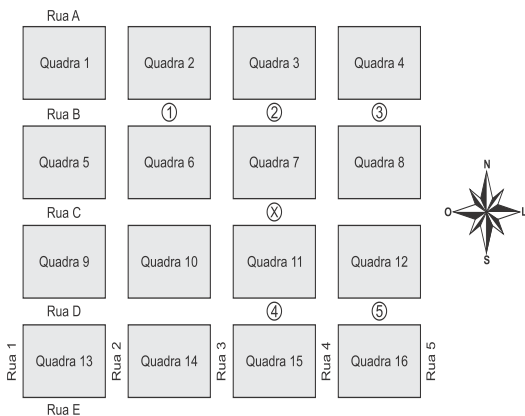 Rua A
Quadra 1 Quadra 2 Quadra 3 Quadra 4
Rua B 1 2 3
Quadra 5 Quadra 6 Quadra 7 Quadra 8
Rua C X
Quadra 9 Quadra 10 Quadra 11 Quadra 12
Rua D 4 5
Rua 1 Quadra 13 Rua 2 Quadra 14 Rua 3 Quadra 15 Rua 4 Quadra 16 Rua 5
Rua E
N
O L
S